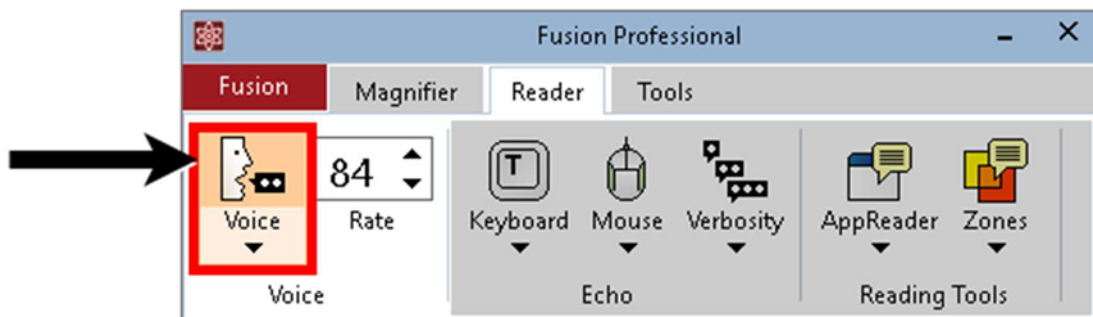 Fusion Professional
Fusion Magnifier Reader Tools
84
T
Voice Rate Keyboard Mouse Verbosity AppReader Zones
Voice Echo Reading Tools